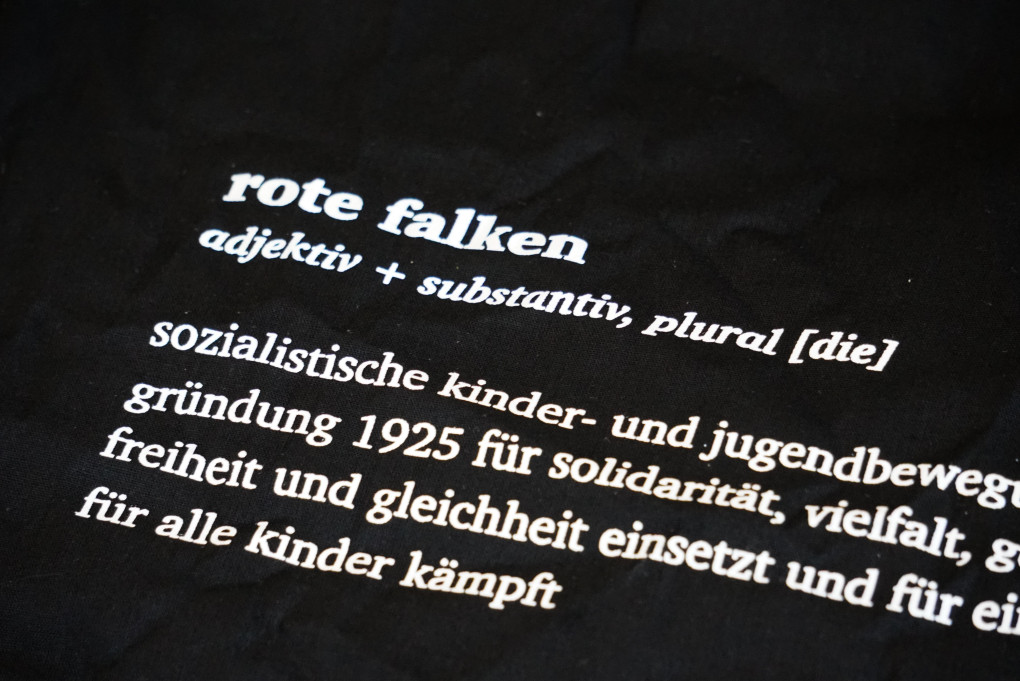 rote falken
adjektiv + substantiv, plural [die]
sozialistische kinder- und jugendbewegu
gründung 1925 für solidarität, vielfalt, g
freiheit und gleichheit einsetzt und für ei
für alle kinder kämpft